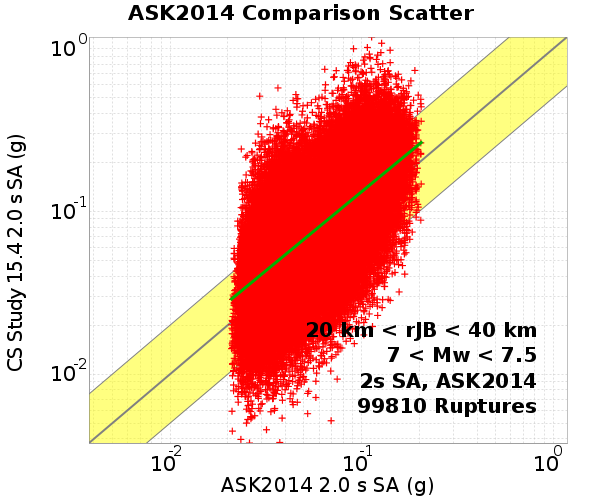 ASK2014 Comparison Scatter
CS Study 15.4 2.0 s SA (g)
10^0
10^-1
10^-2
20 km < rJB < 40 km
7 < Mw < 7.5
2s SA, ASK2014
99810 Ruptures
10^-2 10^-1 10^0
ASK2014 2.0 s SA (g)